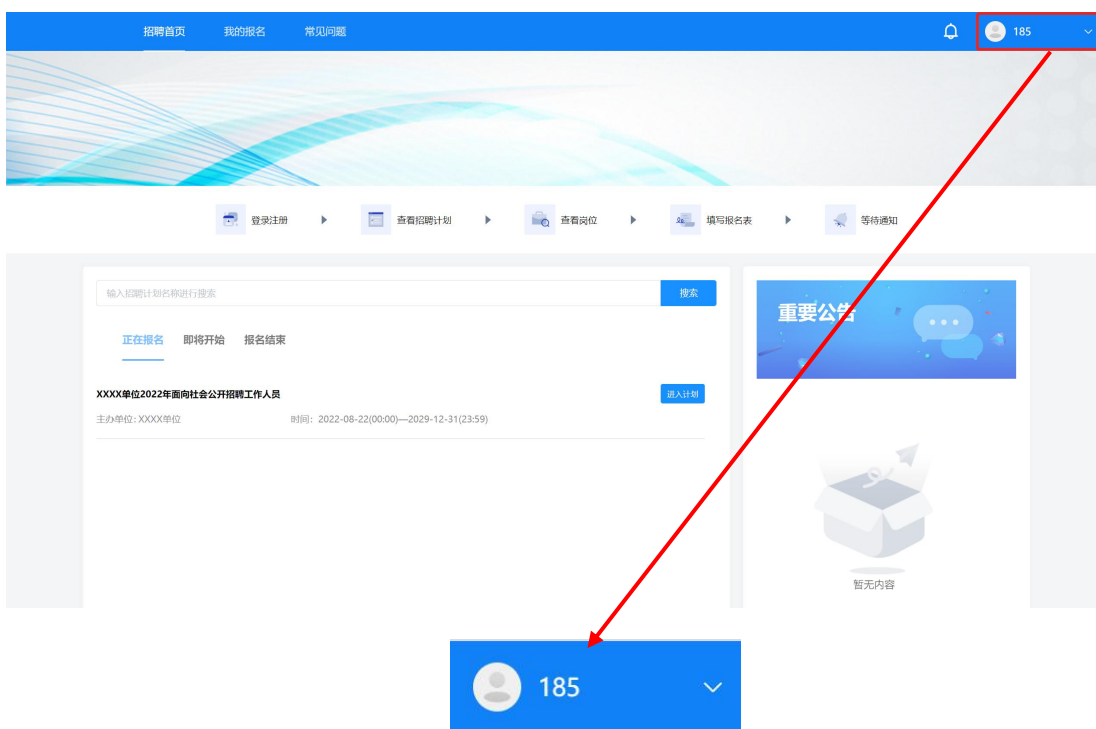 招聘首页 我的报名 常见问题 185
登录注册 查看招聘计划 查看岗位 填写报名表 等待通知
输入招聘计划名称进行搜索 搜索
重要公告
正在报名 即将开始 报名结束
XXXX单位2022年面向社会公开招聘工作人员 进入计划
主办单位: XXXX单位 时间：2022-08-22(00:00)—2029-12-31(23:59)
暂无内容
185